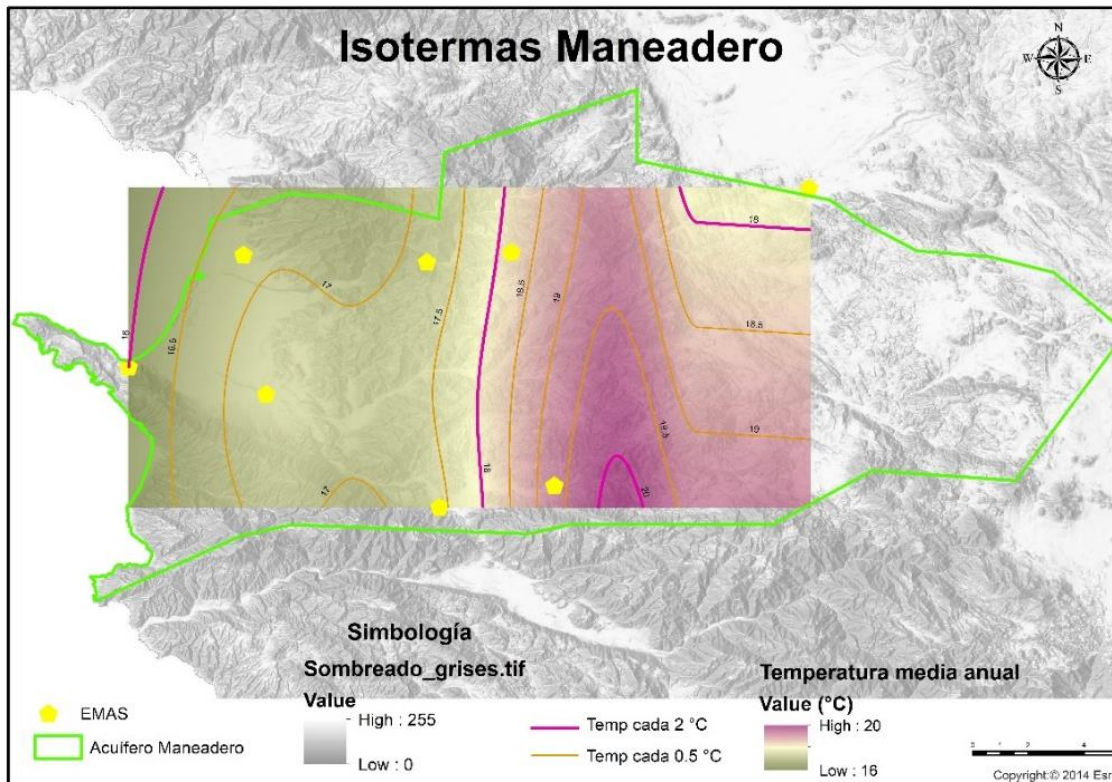 Isotermas Maneadero
N
W E
S
16
16.5
17
17.5
18
18.5
19
19.5
20
18
18.5
19
17
Simbología
Sombreado_grises.tif
Value
High : 255
Low : 0
EMAS
Acuífero Maneadero
Temp cada 2 °C
Temp cada 0.5 °C
Temperatura media anual
Value (°C)
High : 20
Low : 16
Copyright:© 2014 Esr